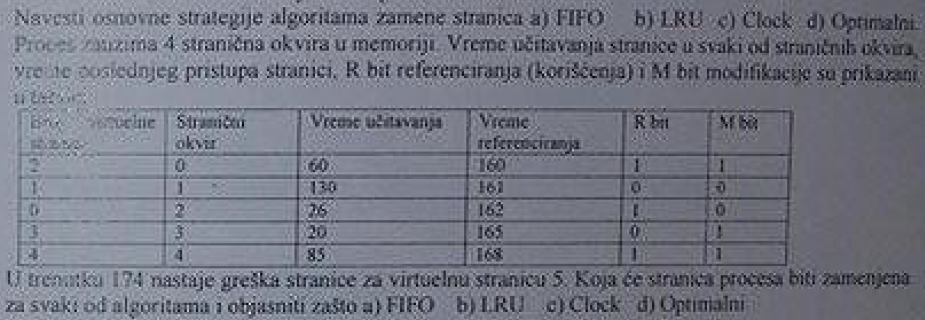 Navesti osnovne strategije algoritama zamene stranica a) FIFO b) LRU c) Clock d) Optimalni.
Proces zauzima 4 stranična okvira u memoriji. Vreme učitavanja stranice u svaki od straničnih okvira,
vreme poslednjeg pristupa stranici, R bit referenciranja (korišćenja) i M bit modifikacije su prikazani
u
Stranični okvir Vreme učitavanja Vreme referenciranja R bit M bit
2 0 60 160 1 1
1 1 130 161 0 0
0 2 26 162 1 0
3 3 20 165 0 1
4 4 85 168 1 1
U trenutku 174 nastaje greška stranice za virtuelnu stranicu 5. Koja će stranica procesa biti zamenjena
za svaki od algoritama i objasniti zašto a) FIFO b) LRU c) Clock d) Optimalni